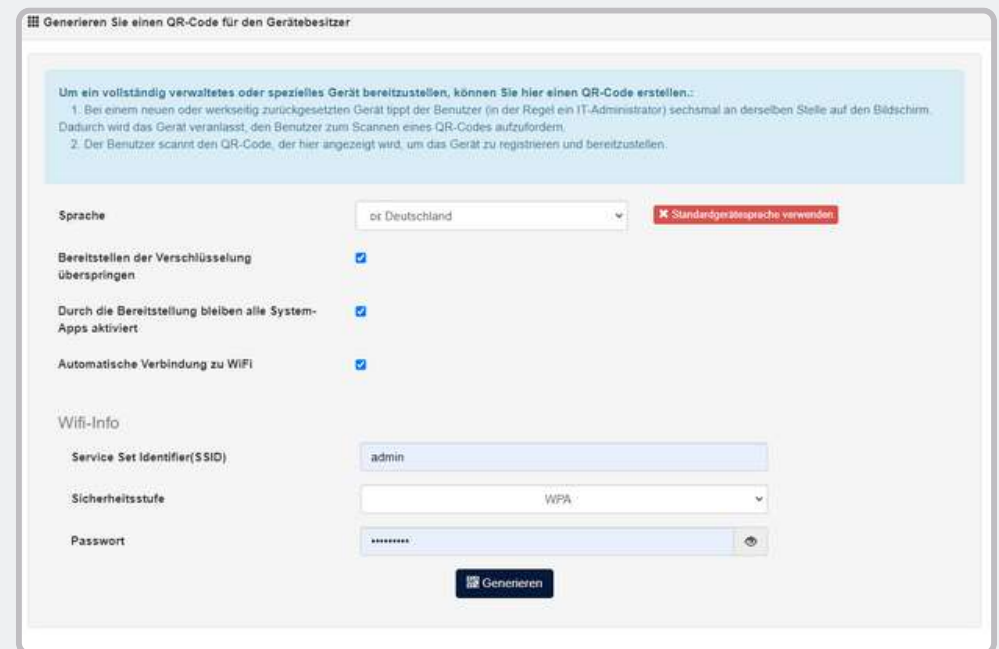 Generieren Sie einen QR-Code für den Gerätebesitzer
Um ein vollständig verwaltetes oder spezielles Gerät bereitzustellen, können Sie hier einen QR-Code erstellen.:
1. Bei einem neuen oder werkseitig zurückgesetzten Gerät tippt der Benutzer (in der Regel ein IT-Administrator) sechsmal an derselben Stelle auf den Bildschirm.
Dadurch wird das Gerät veranlasst, den Benutzer zum Scannen eines QR-Codes aufzufordern.
2. Der Benutzer scannt den QR-Code, der hier angezeigt wird, um das Gerät zu registrieren und bereitzustellen.
Sprache
Deutschland
Standardgerätesprache verwenden
Bereitstellen der Verschlüsselung
überspringen
Durch die Bereitstellung bleiben alle System-
Apps aktiviert
Automatische Verbindung zu WiFi
Wifi-Info
Service Set Identifier(SSID)
admin
Sicherheitsstufe
WPA
Passwort
•••••••••
Generieren